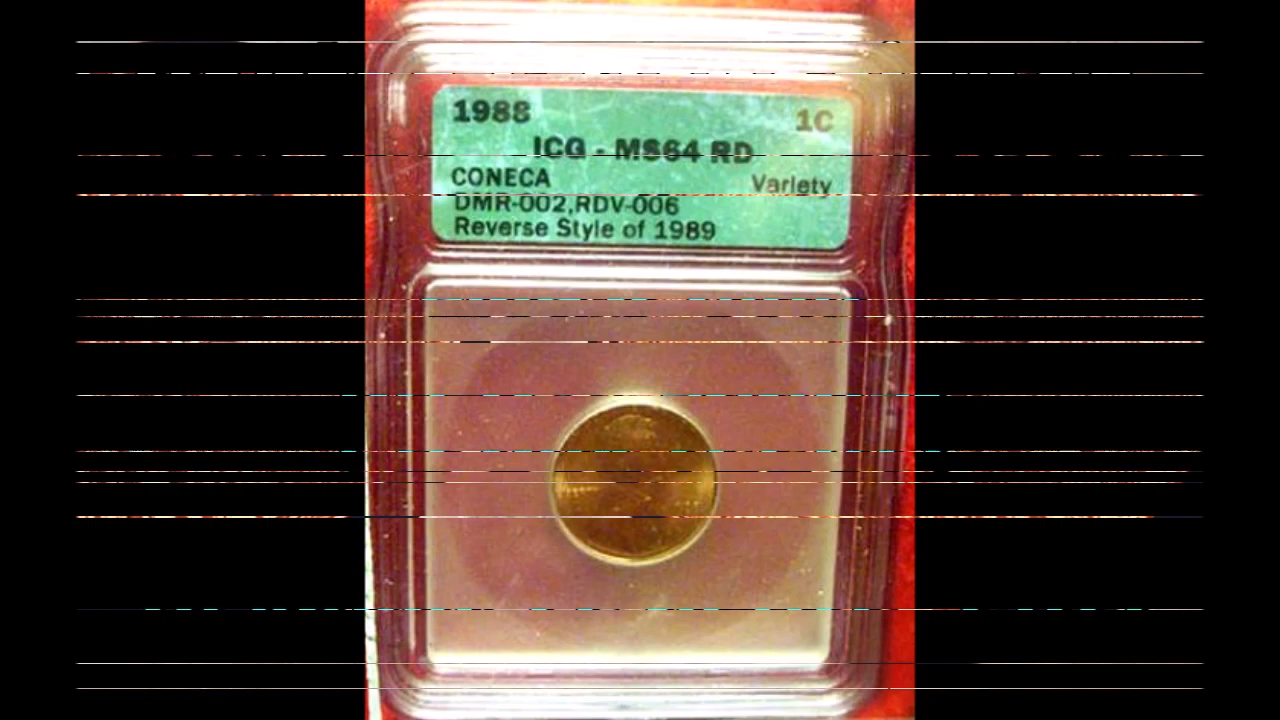 1988 1C
ICG - MS64 RD
CONECA Variety
DMR-002,RDV-006
Reverse Style of 1989